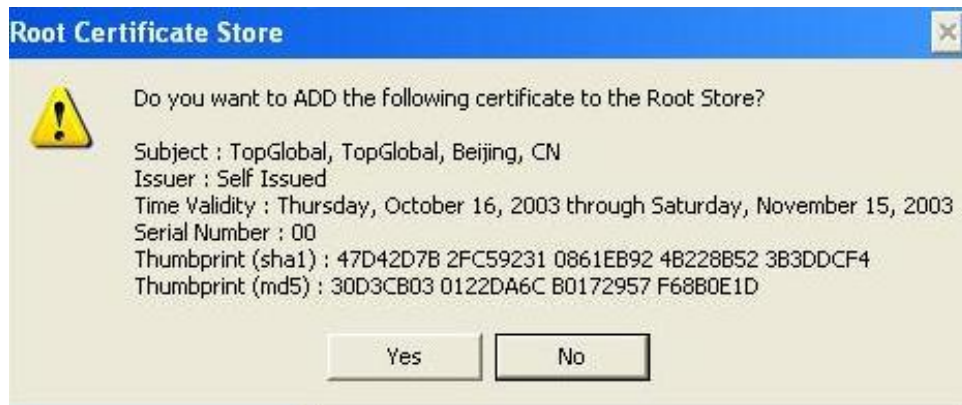 Root Certificate Store
Do you want to ADD the following certificate to the Root Store?
Subject : TopGlobal, TopGlobal, Beijing, CN
Issuer : Self Issued
Time Validity : Thursday, October 16, 2003 through Saturday, November 15, 2003
Serial Number : 00
Thumbprint (sha1) : 47D42D7B 2FC59231 0861EB92 4B228B52 3B3DDCF4
Thumbprint (md5) : 30D3CB03 0122DA6C B0172957 F68B0E1D
Yes
No